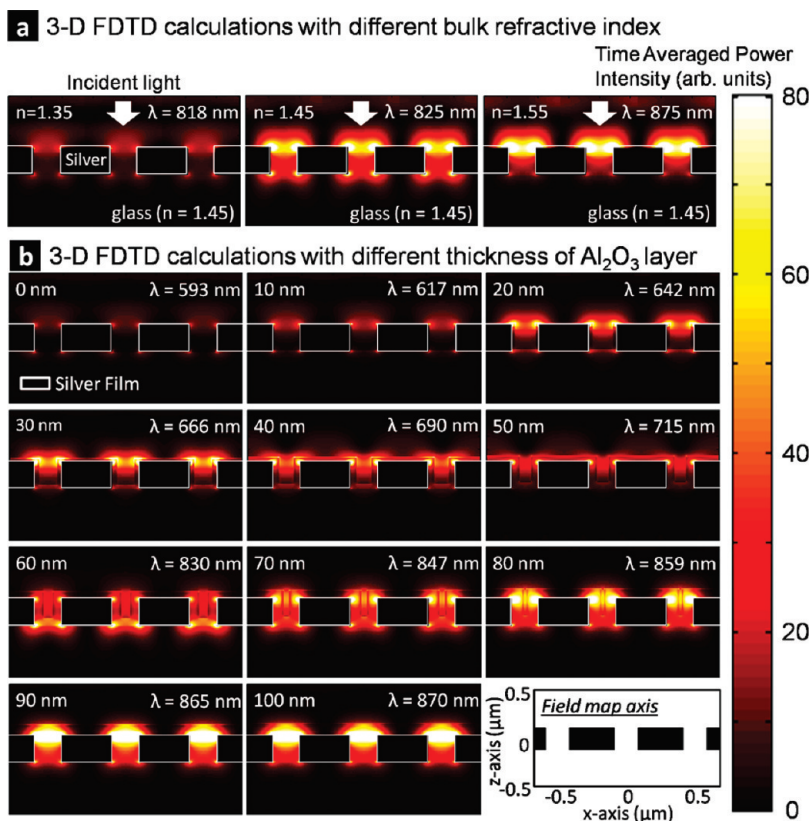 a 3-D FDTD calculations with different bulk refractive index
Time Averaged Power
Intensity (arb. units)
Incident light
n=1.35 λ = 818 nm
Silver
glass (n = 1.45)
n=1.45 λ = 825 nm
glass (n = 1.45)
n=1.55 λ = 875 nm
glass (n = 1.45)
80
60
40
20
0
b 3-D FDTD calculations with different thickness of Al₂O₃ layer
0 nm λ = 593 nm
Silver Film
10 nm λ = 617 nm
20 nm λ = 642 nm
30 nm λ = 666 nm
40 nm λ = 690 nm
50 nm λ = 715 nm
60 nm λ = 830 nm
70 nm λ = 847 nm
80 nm λ = 859 nm
90 nm λ = 865 nm
100 nm λ = 870 nm
Field map axis
z-axis (μm)
0.5
0
-0.5
-0.5 0 0.5
x-axis (μm)